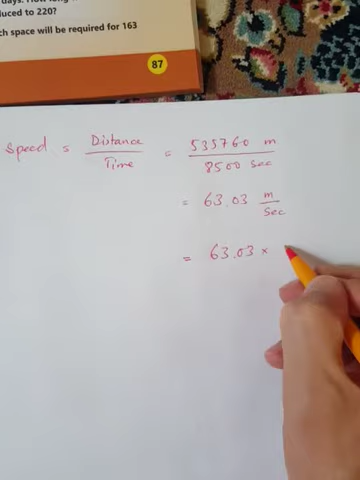 days. How long
duced to 220?
ch space will be required for 163
87
Speed = Distance / Time = 535760 m / 8500 sec
= 63.03 m / sec
= 63.03 ×